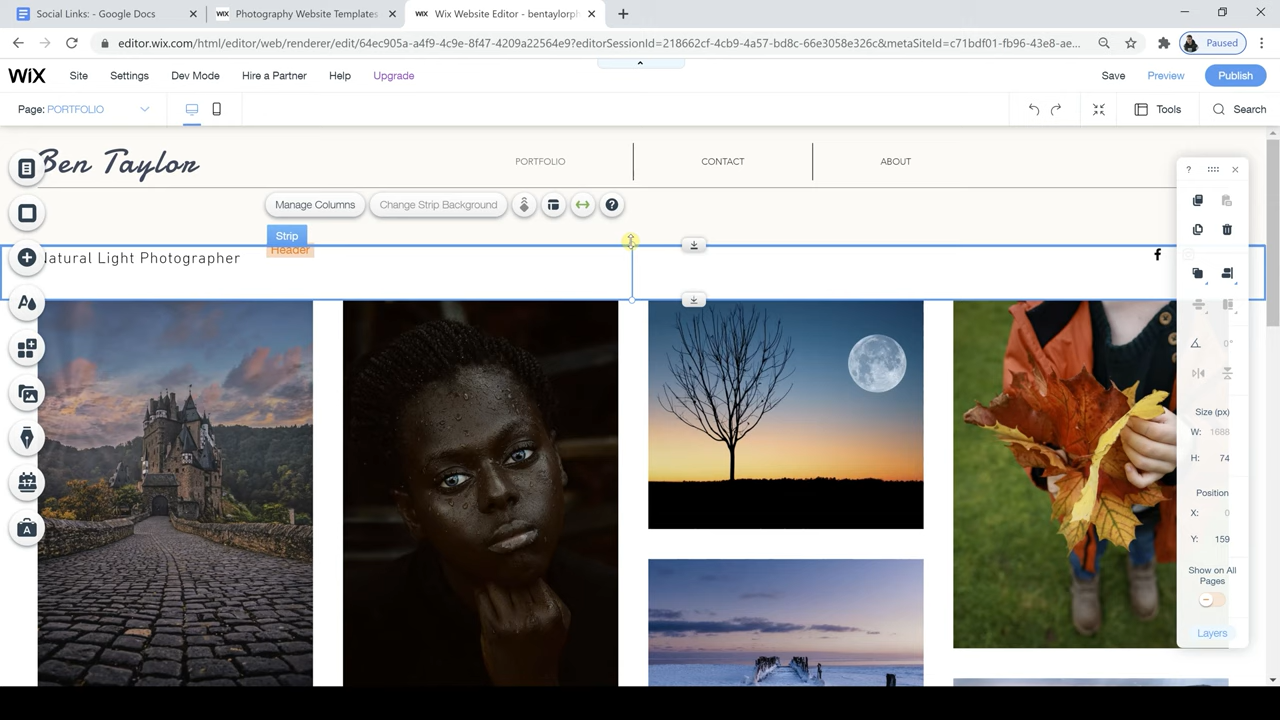 Social Links: - Google Docs
WIX Photography Website Templates
WIX Wix Website Editor - bentaylorph
editor.wix.com/html/editor/web/renderer/edit/64ec905a-a4f9-4c9e-8f47-4209a22564e9?editorSessionId=218662cf-4cb9-4a57-bd8c-66e3058e326c&metaSiteId=c71bdf01-fb96-43e8-ae...
Paused
WiX Site Settings Dev Mode Hire a Partner Help Upgrade Save Preview Publish
Page: PORTFOLIO Tools Search
Ben Taylor
PORTFOLIO CONTACT ABOUT
Manage Columns Change Strip Background
Strip
Header
Natural Light Photographer
17
A
0°
Size (px)
W: 1688
H: 74
Position
X: 0
Y: 159
Show on All
Pages
Layers